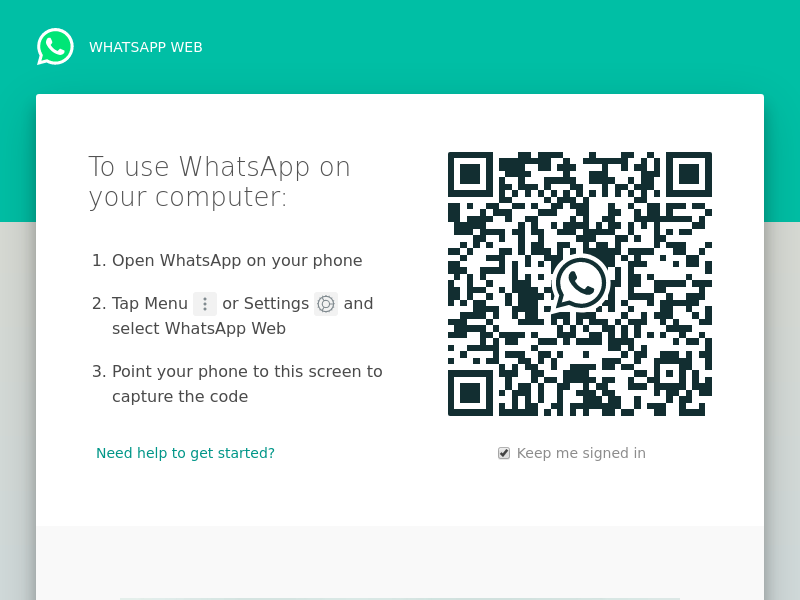 WHATSAPP WEB
To use WhatsApp on
your computer:
1. Open WhatsApp on your phone
2. Tap Menu or Settings and
select WhatsApp Web
3. Point your phone to this screen to
capture the code
Need help to get started?
Keep me signed in